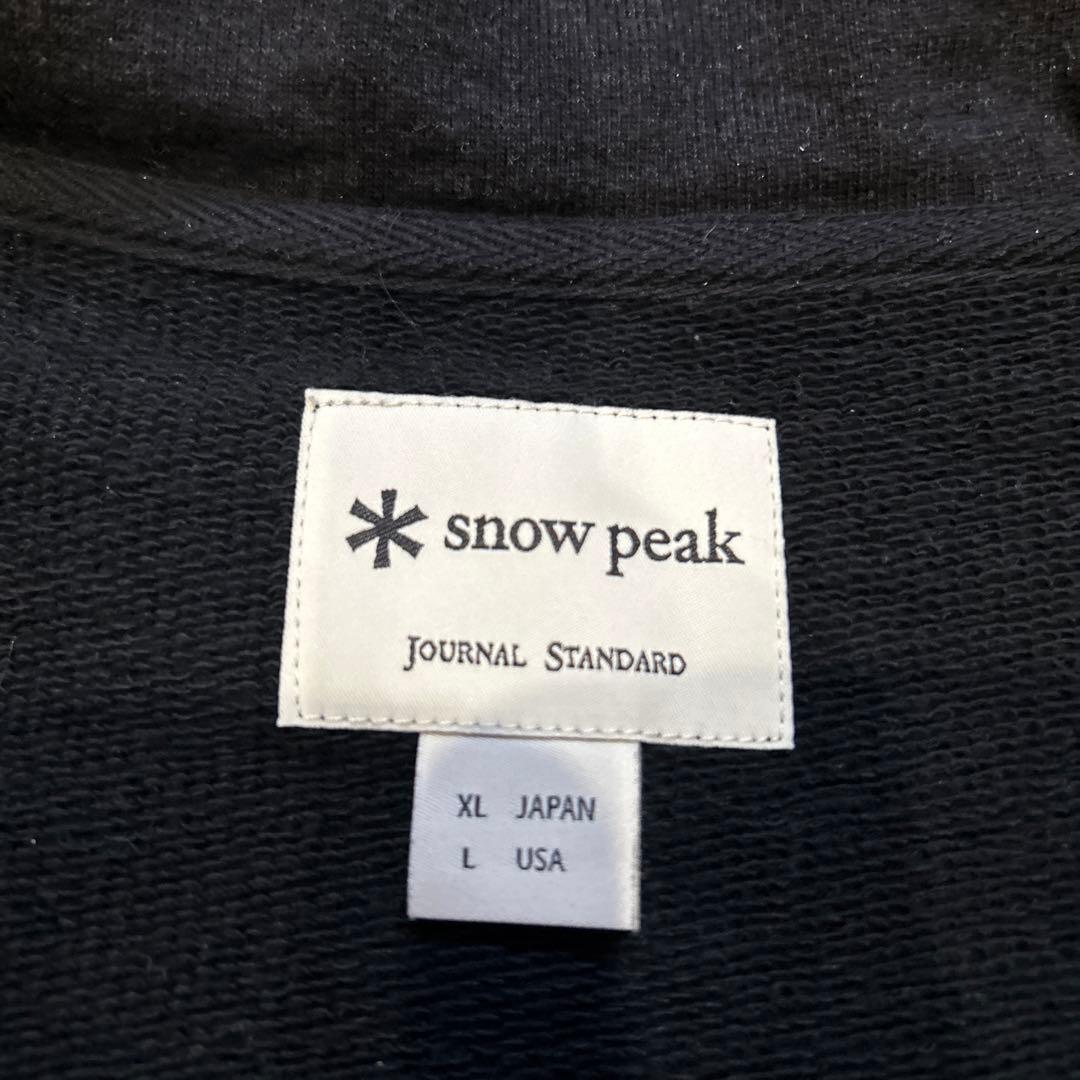 snow peak
JOURNAL STANDARD
XL JAPAN
L USA